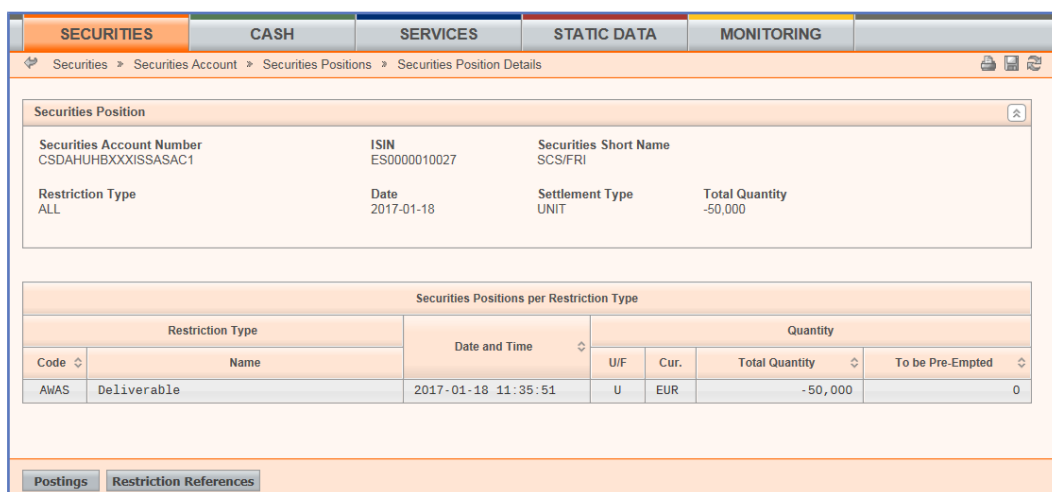 SECURITIES CASH SERVICES STATIC DATA MONITORING
Securities » Securities Account » Securities Positions » Securities Position Details
Securities Position
Securities Account Number ISIN Securities Short Name
CSDAHUHBXXXISSASAC1 ES0000010027 SCS/FRI
Restriction Type Date Settlement Type Total Quantity
ALL 2017-01-18 UNIT -50,000
Securities Positions per Restriction Type
Restriction Type Date and Time Quantity
Code Name U/F Cur. Total Quantity To be Pre-Empted
AWAS Deliverable 2017-01-18 11:35:51 U EUR -50,000 0
Postings Restriction References